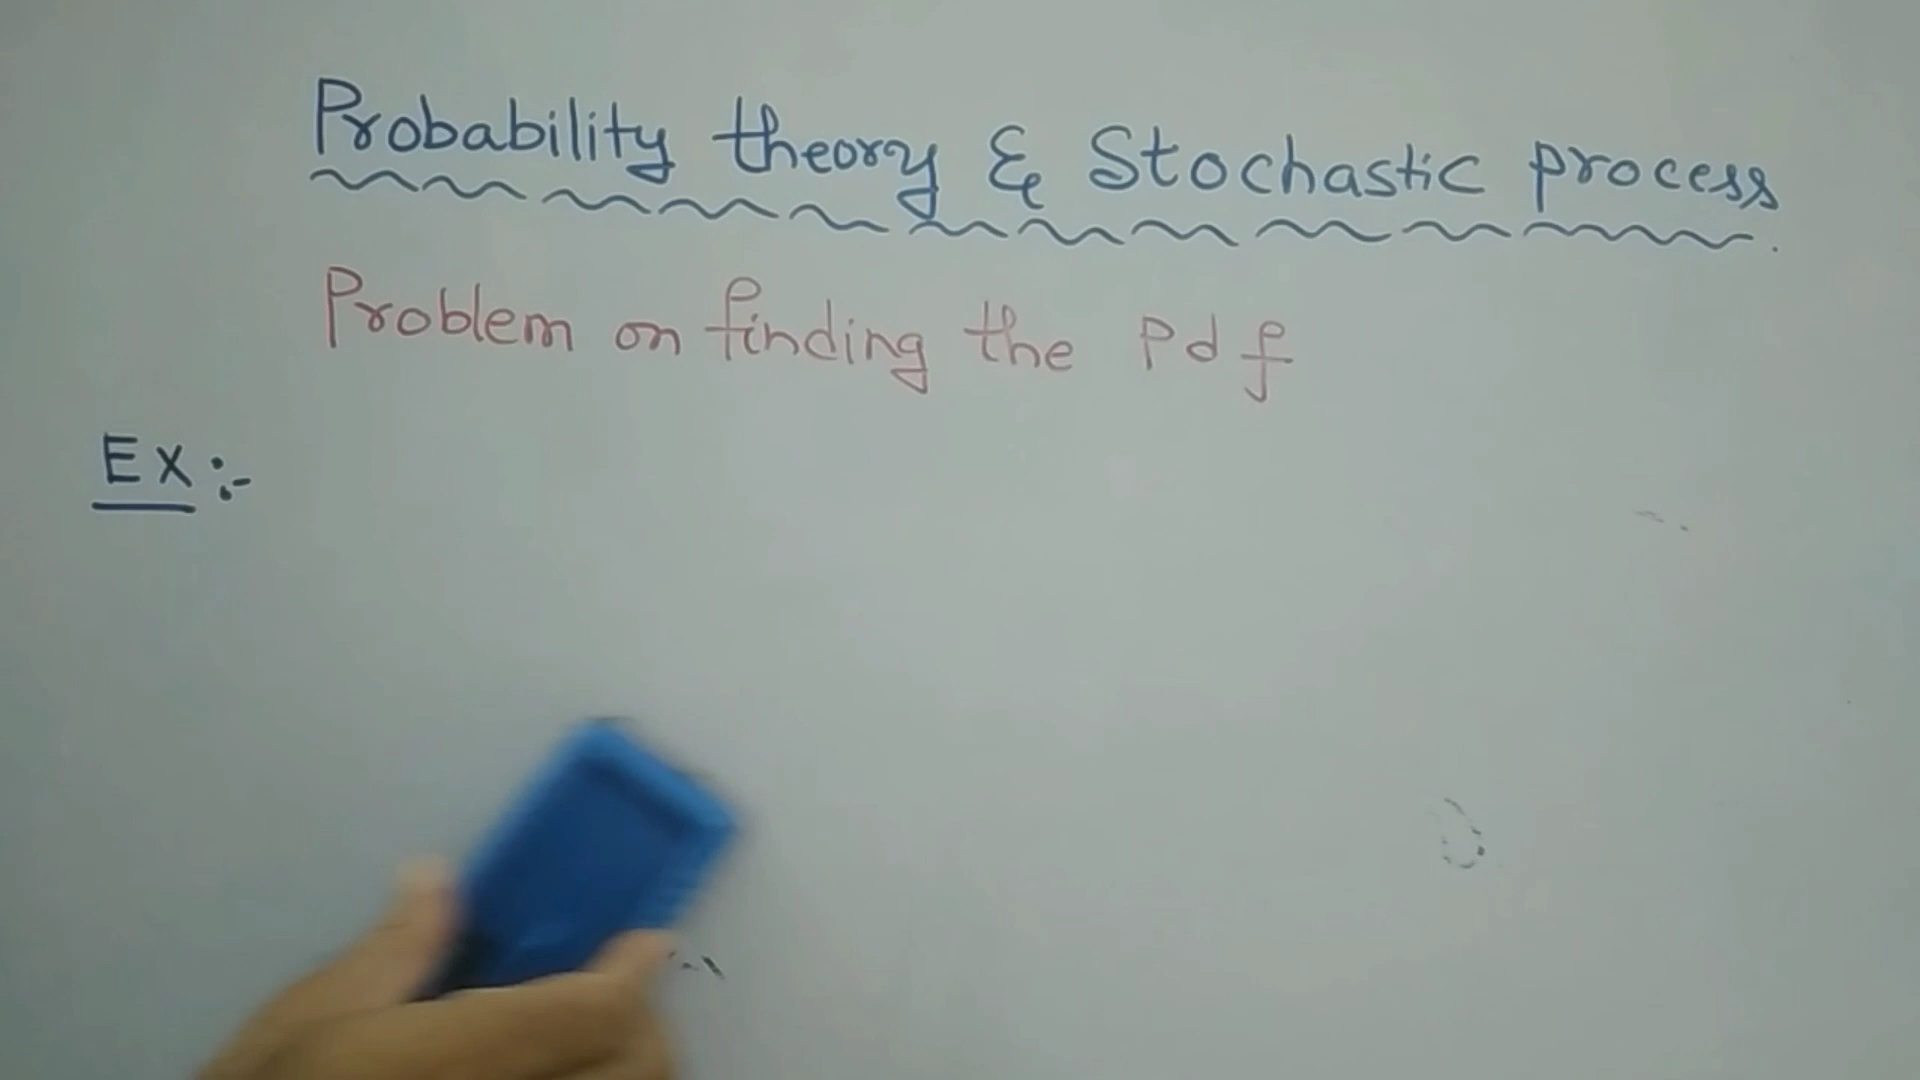 Probability theory & Stochastic process
Problem on finding the Pdf
Ex:-